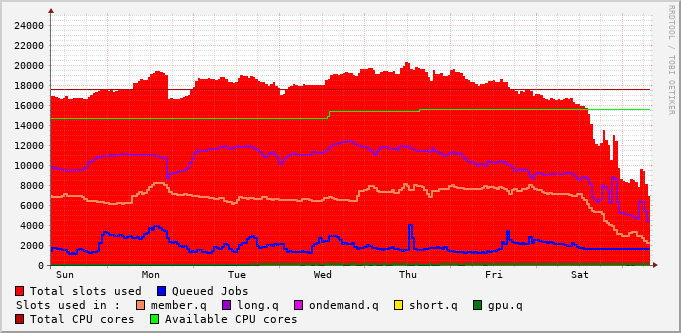 RRDTOOL / TOBI OETIKER
24000
22000
20000
18000
16000
14000
12000
10000
8000
6000
4000
2000
0
Sun Mon Tue Wed Thu Fri Sat
Total slots used Queued Jobs
Slots used in : member.q long.q ondemand.q short.q gpu.q
Total CPU cores Available CPU cores